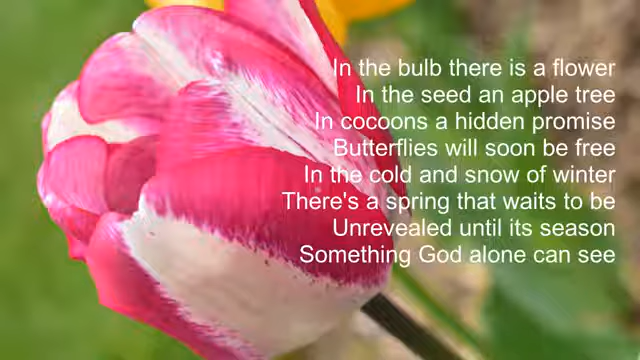 In the bulb there is a flower
In the seed an apple tree
In cocoons a hidden promise
Butterflies will soon be free
In the cold and snow of winter
There's a spring that waits to be
Unrevealed until its season
Something God alone can see